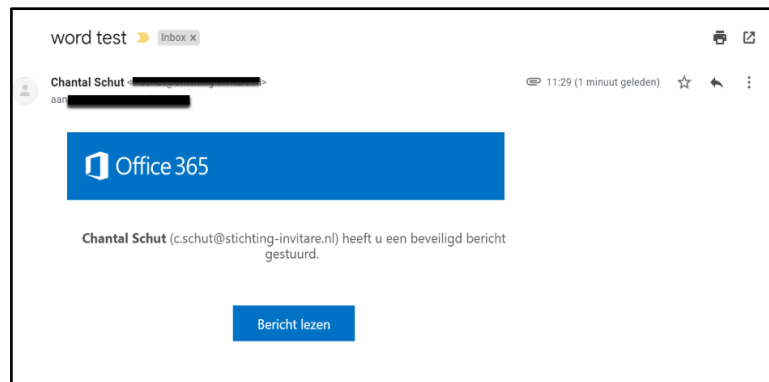 word test Inbox x
Chantal Schut < > 11:29 (1 minuut geleden)
aan
Office 365
Chantal Schut (c.schut@stichting-invitare.nl) heeft u een beveiligd bericht
gestuurd.
Bericht lezen